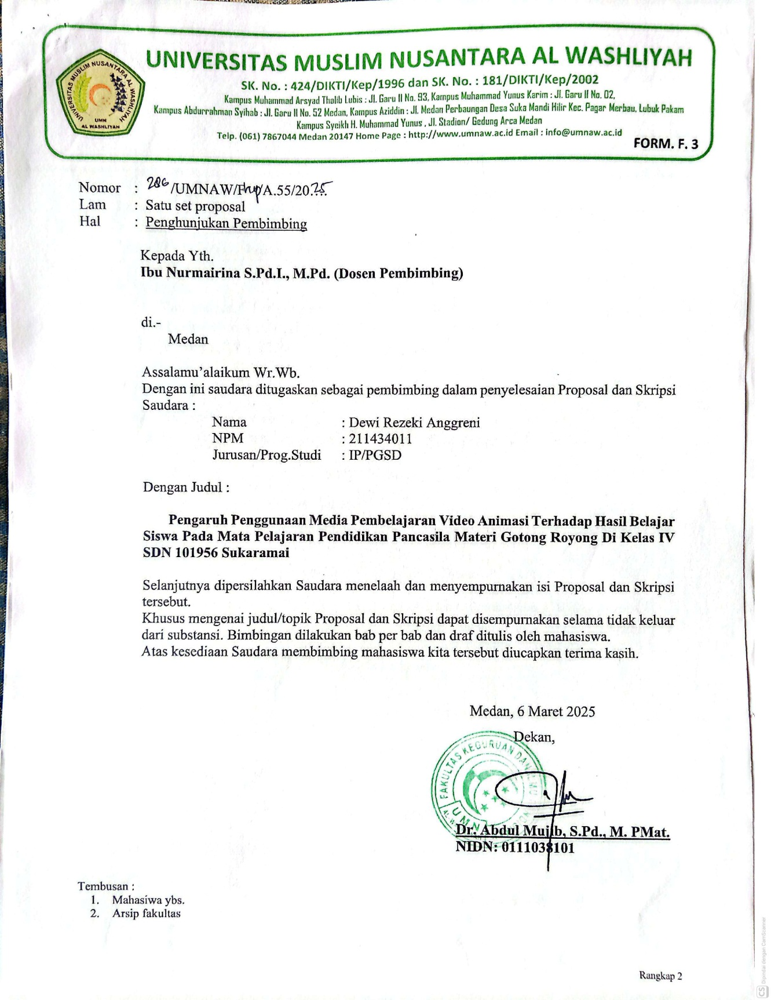 UNIVERSITAS MUSLIM NUSANTARA AL WASHLIYAH
SK. No. : 424/DIKTI/Kep/1996 dan SK. No. : 181/DIKTI/Kep/2002
Kampus Muhammad Arsyad Thalib Lubis : Jl. Garu II No. 93, Kampus Muhammad Yunus Karim : Jl. Garu II No. 02,
Kampus Abdurrahman Syihab : Jl. Garu II No. 52 Medan, Kampus Aziddin : Jl. Medan Perbaungan Desa Suka Mandi Hilir Kec. Pagar Merbau, Lubuk Pakam
Kampus Syeikh H. Muhammad Yunus , Jl. Stadion/ Gedung Arca Medan
Telp. (061) 7867044 Medan 20147 Home Page : http://www.umnaw.ac.id Email : info@umnaw.ac.id
FORM. F. 3
UNIVERSITAS MUSLIM NUSANTARA AL WASHLIYAH
UMN
AL WASHLIYAN
Nomor : 286/UMNAW/Fkip/A.55/2025
Lam : Satu set proposal
Hal : Penghunjukan Pembimbing
Kepada Yth.
Ibu Nurmairina S.Pd.I., M.Pd. (Dosen Pembimbing)
di.-
Medan
Assalamu’alaikum Wr.Wb.
Dengan ini saudara ditugaskan sebagai pembimbing dalam penyelesaian Proposal dan Skripsi
Saudara :
Nama : Dewi Rezeki Anggreni
NPM : 211434011
Jurusan/Prog.Studi : IP/PGSD
Dengan Judul :
Pengaruh Penggunaan Media Pembelajaran Video Animasi Terhadap Hasil Belajar
Siswa Pada Mata Pelajaran Pendidikan Pancasila Materi Gotong Royong Di Kelas IV
SDN 101956 Sukaramai
Selanjutnya dipersilahkan Saudara menelaah dan menyempurnakan isi Proposal dan Skripsi
tersebut.
Khusus mengenai judul/topik Proposal dan Skripsi dapat disempurnakan selama tidak keluar
dari substansi. Bimbingan dilakukan bab per bab dan draf ditulis oleh mahasiswa.
Atas kesediaan Saudara membimbing mahasiswa kita tersebut diucapkan terima kasih.
Medan, 6 Maret 2025
Dekan,
FAKULTAS KEGURUAN DAN ILMU
UMN
Dr. Abdul Mujib, S.Pd., M. PMat.
NIDN: 0111038101
Tembusan :
1. Mahasiwa ybs.
2. Arsip fakultas
Rangkap 2
CS Dipindai dengan CamScanner